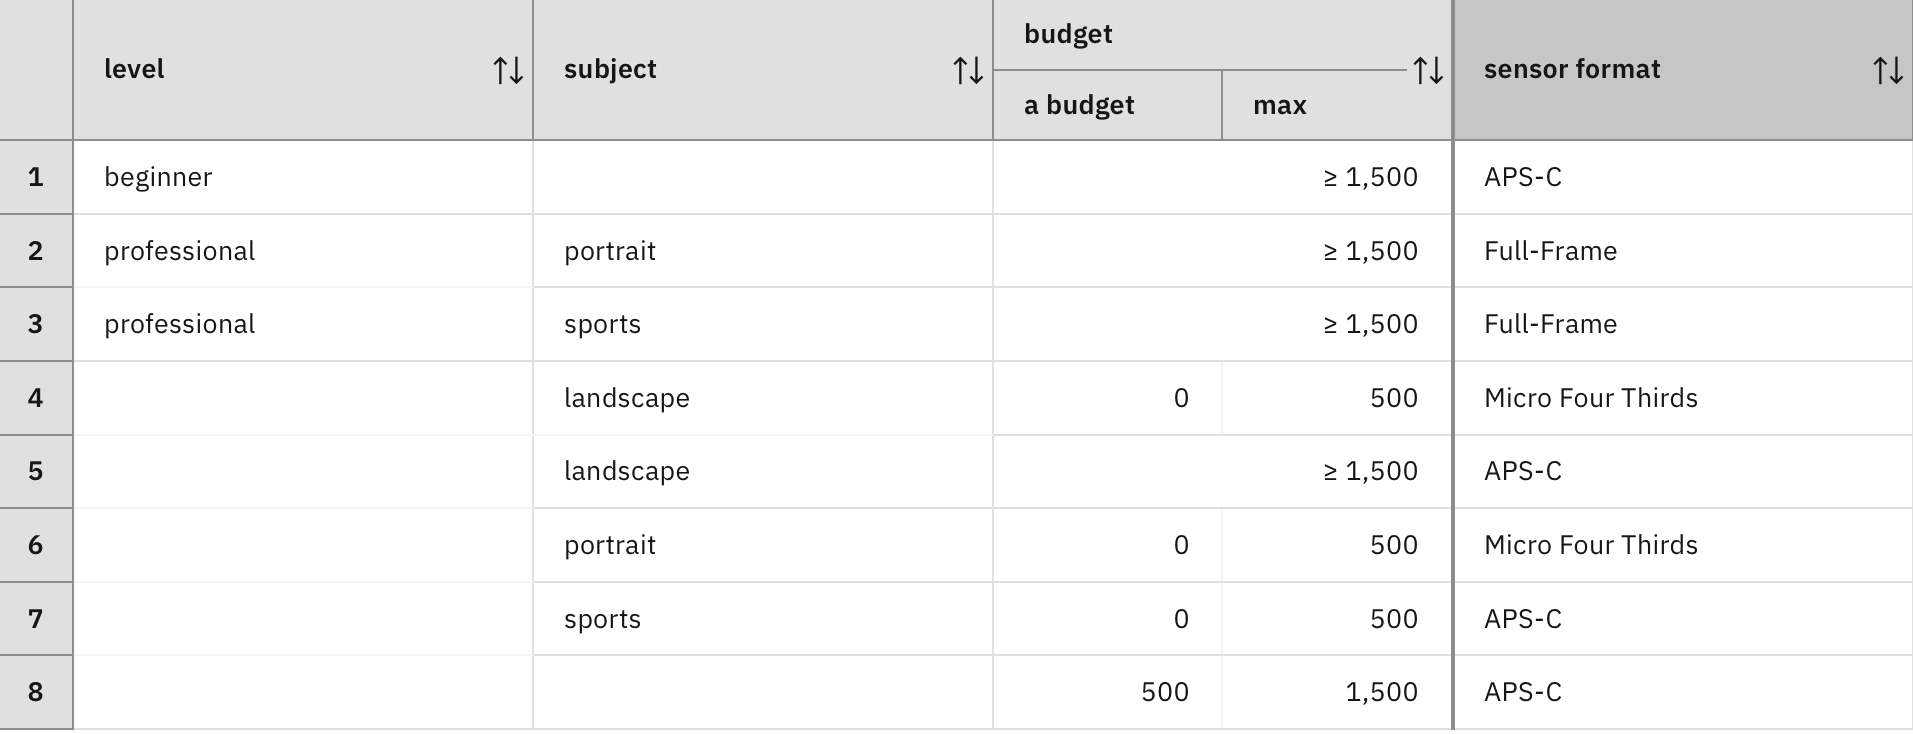 level
subject
budget
a budget
max
sensor format
1 beginner ≥ 1,500 APS-C
2 professional portrait ≥ 1,500 Full-Frame
3 professional sports ≥ 1,500 Full-Frame
4 landscape 0 500 Micro Four Thirds
5 landscape ≥ 1,500 APS-C
6 portrait 0 500 Micro Four Thirds
7 sports 0 500 APS-C
8 500 1,500 APS-C